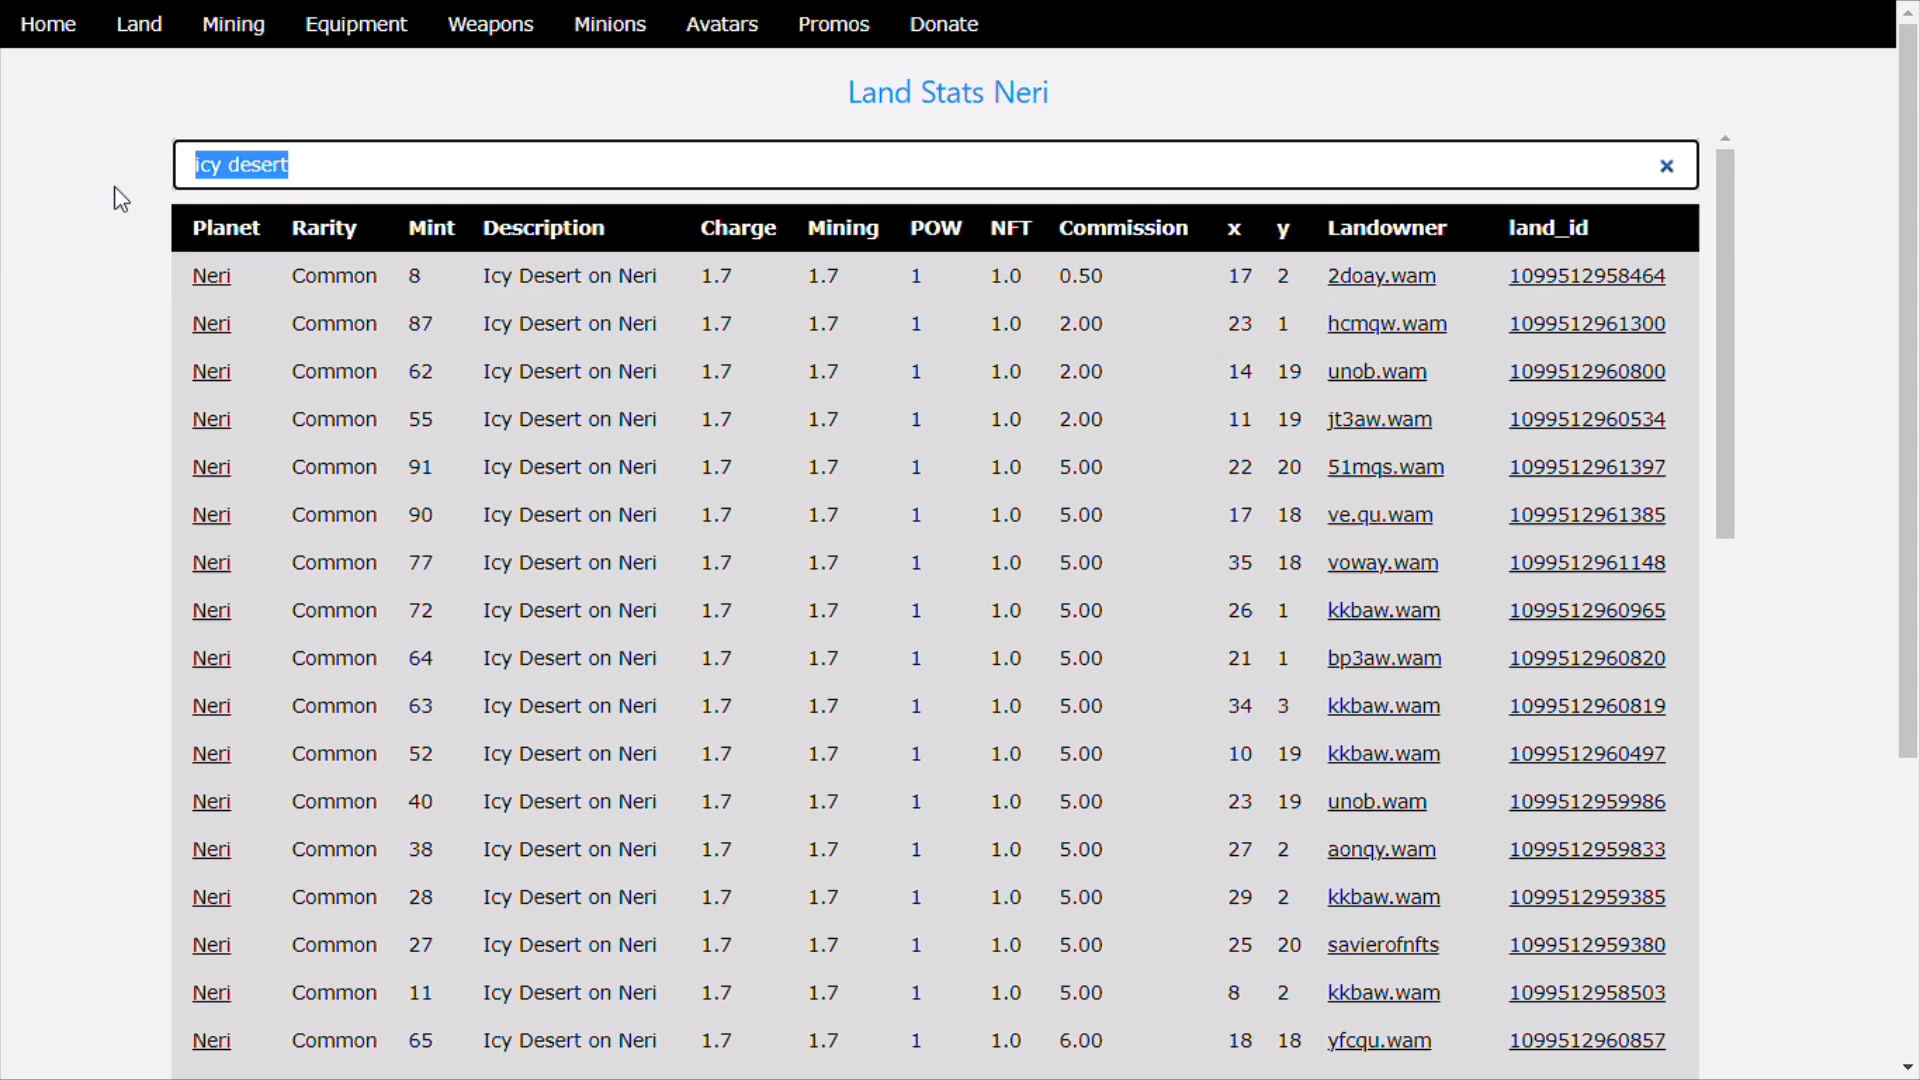 Home Land Mining Equipment Weapons Minions Avatars Promos Donate
Land Stats Neri
icy desert ×
Planet Rarity Mint Description Charge Mining POW NFT Commission x y Landowner land_id
Neri Common 8 Icy Desert on Neri 1.7 1.7 1 1.0 0.50 17 2 2doay.wam 1099512958464
Neri Common 87 Icy Desert on Neri 1.7 1.7 1 1.0 2.00 23 1 hcmqw.wam 1099512961300
Neri Common 62 Icy Desert on Neri 1.7 1.7 1 1.0 2.00 14 19 unob.wam 1099512960800
Neri Common 55 Icy Desert on Neri 1.7 1.7 1 1.0 2.00 11 19 jt3aw.wam 1099512960534
Neri Common 91 Icy Desert on Neri 1.7 1.7 1 1.0 5.00 22 20 51mqs.wam 1099512961397
Neri Common 90 Icy Desert on Neri 1.7 1.7 1 1.0 5.00 17 18 ve.qu.wam 1099512961385
Neri Common 77 Icy Desert on Neri 1.7 1.7 1 1.0 5.00 35 18 voway.wam 1099512961148
Neri Common 72 Icy Desert on Neri 1.7 1.7 1 1.0 5.00 26 1 kkbaw.wam 1099512960965
Neri Common 64 Icy Desert on Neri 1.7 1.7 1 1.0 5.00 21 1 bp3aw.wam 1099512960820
Neri Common 63 Icy Desert on Neri 1.7 1.7 1 1.0 5.00 34 3 kkbaw.wam 1099512960819
Neri Common 52 Icy Desert on Neri 1.7 1.7 1 1.0 5.00 10 19 kkbaw.wam 1099512960497
Neri Common 40 Icy Desert on Neri 1.7 1.7 1 1.0 5.00 23 19 unob.wam 1099512959986
Neri Common 38 Icy Desert on Neri 1.7 1.7 1 1.0 5.00 27 2 aonqy.wam 1099512959833
Neri Common 28 Icy Desert on Neri 1.7 1.7 1 1.0 5.00 29 2 kkbaw.wam 1099512959385
Neri Common 27 Icy Desert on Neri 1.7 1.7 1 1.0 5.00 25 20 savierofnfts 1099512959380
Neri Common 11 Icy Desert on Neri 1.7 1.7 1 1.0 5.00 8 2 kkbaw.wam 1099512958503
Neri Common 65 Icy Desert on Neri 1.7 1.7 1 1.0 6.00 18 18 yfcqu.wam 1099512960857